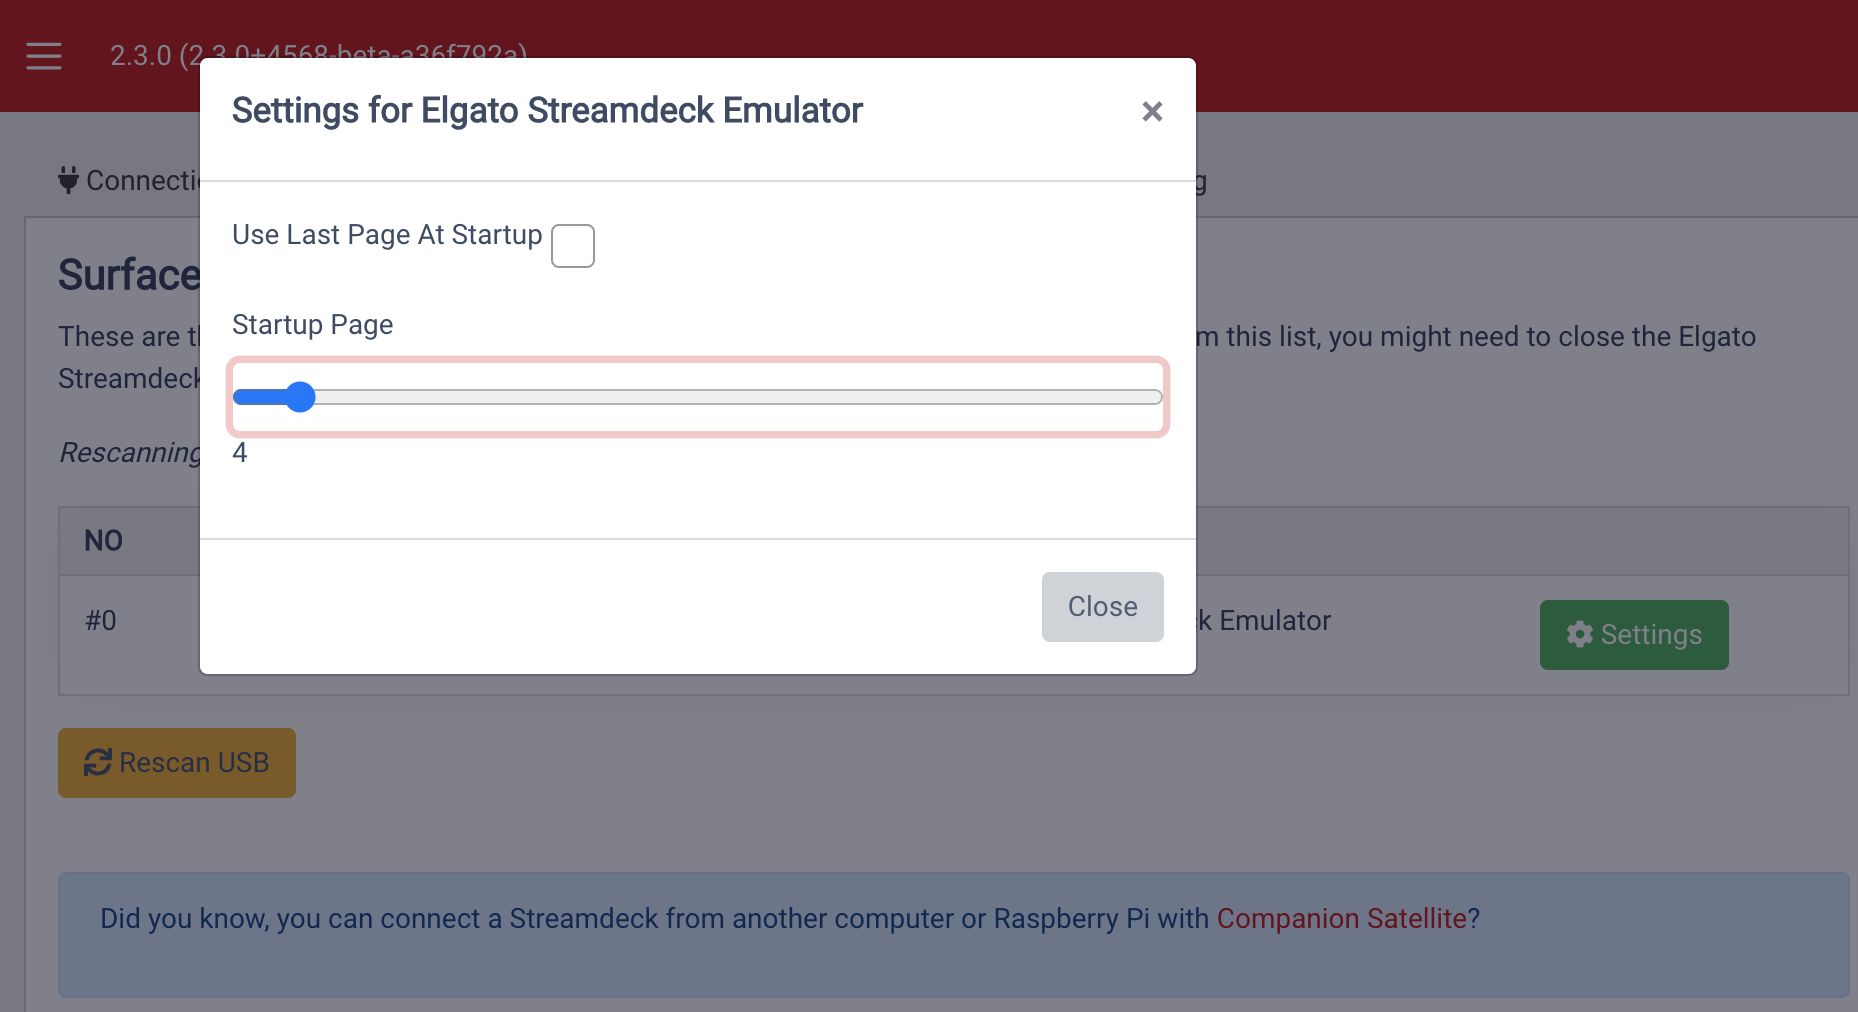 2.3.0 (2.3.0+4568-beta-a36f792a)
Settings for Elgato Streamdeck Emulator
×
Use Last Page At Startup
Startup Page
4
Close
Surface
These are this list, you might need to close the Elgato
Streamdeck
Rescanning
NO
#0 Emulator Settings
Rescan USB
Did you know, you can connect a Streamdeck from another computer or Raspberry Pi with Companion Satellite?